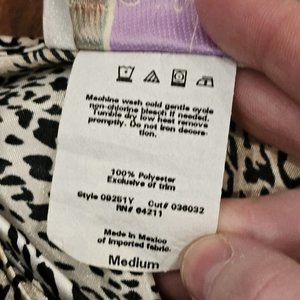 Machine wash cold gentle cycle
non-chlorine bleach if needed.
Tumble dry low heat remove
promptly. Do not iron decora-
tion.
100% Polyester
Exclusive of trim
Style 09251Y Cut# 036032
RN# 64211
Made in Mexico
of imported fabric.
Medium